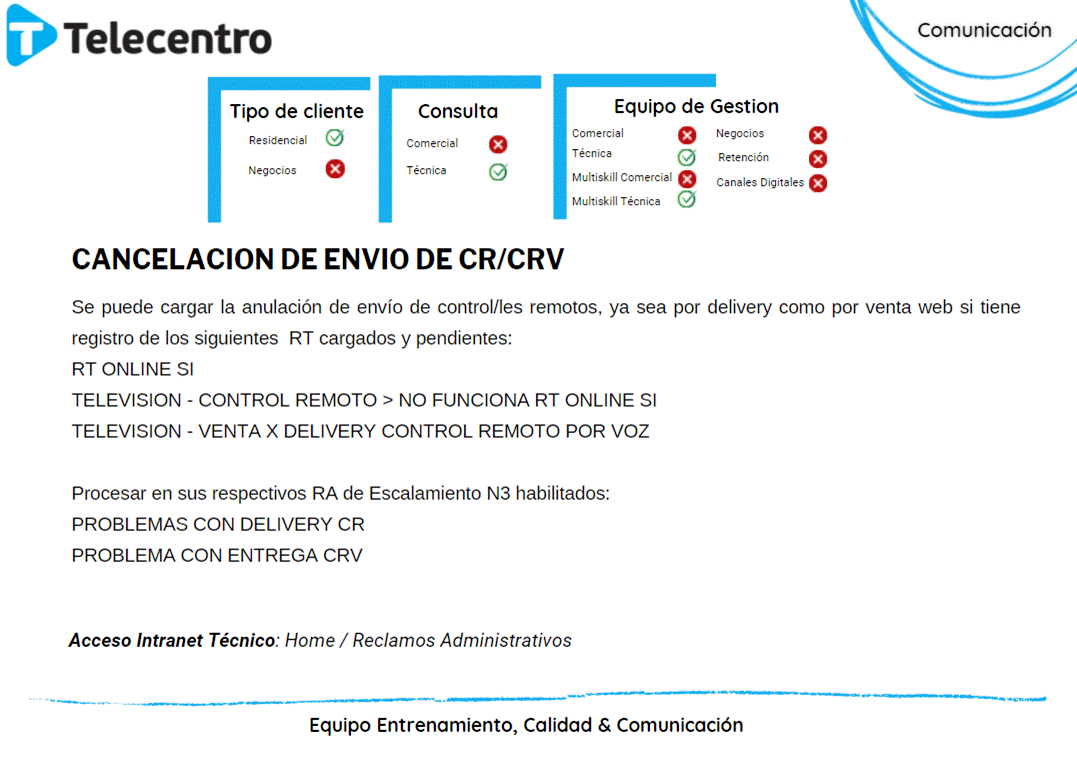 Telecentro
Comunicación
Tipo de cliente
Residencial
Negocios
Consulta
Comercial
Técnica
Equipo de Gestion
Comercial
Técnica
Multiskill Comercial
Multiskill Técnica
Negocios
Retención
Canales Digitales
CANCELACION DE ENVIO DE CR/CRV
Se puede cargar la anulación de envío de control/les remotos, ya sea por delivery como por venta web si tiene
registro de los siguientes RT cargados y pendientes:
RT ONLINE SI
TELEVISION - CONTROL REMOTO > NO FUNCIONA RT ONLINE SI
TELEVISION - VENTA X DELIVERY CONTROL REMOTO POR VOZ
Procesar en sus respectivos RA de Escalamiento N3 habilitados:
PROBLEMAS CON DELIVERY CR
PROBLEMA CON ENTREGA CRV
Acceso Intranet Técnico: Home / Reclamos Administrativos
Equipo Entrenamiento, Calidad & Comunicación